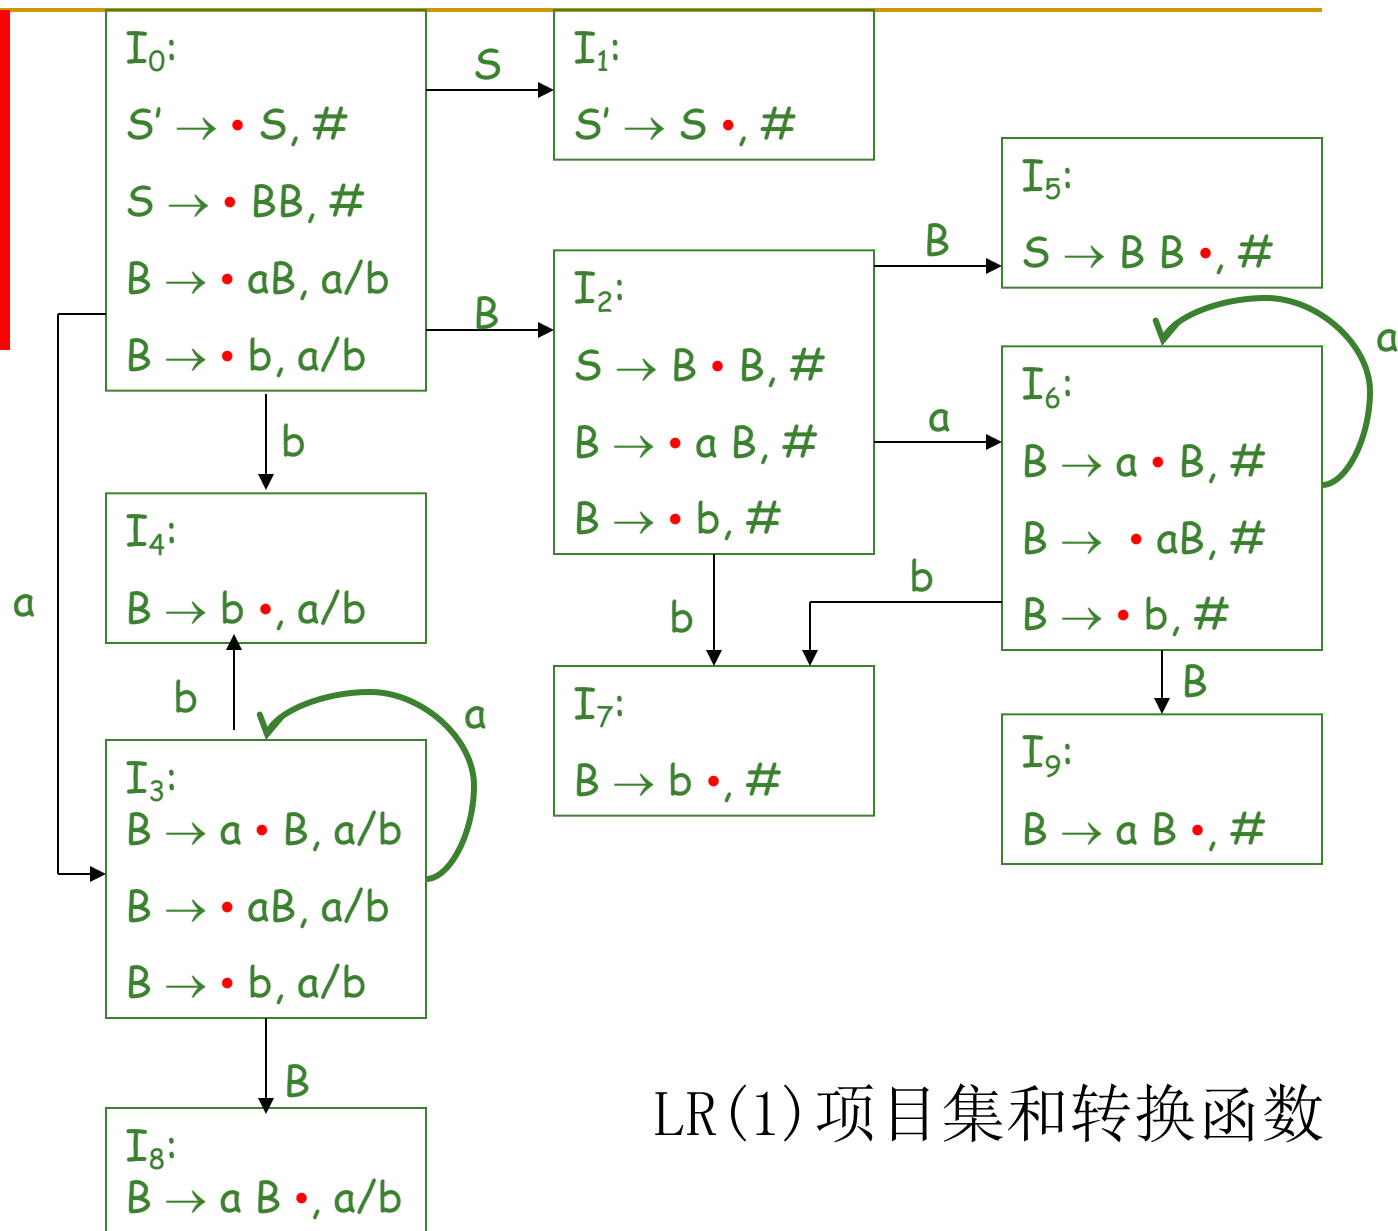 I₀:
S' → • S, #
S → • BB, #
B → • aB, a/b
B → • b, a/b
S
I₁:
S' → S •, #
B
I₂:
S → B • B, #
B → • a B, #
B → • b, #
B
I₅:
S → B B •, #
a
I₆:
B → a • B, #
B → • aB, #
B → • b, #
a
b
I₄:
B → b •, a/b
a
b
b
I₇:
B → b •, #
B
I₉:
B → a B •, #
b
a
I₃:
B → a • B, a/b
B → • aB, a/b
B → • b, a/b
B
I₈:
B → a B •, a/b
LR(1)项目集和转换函数